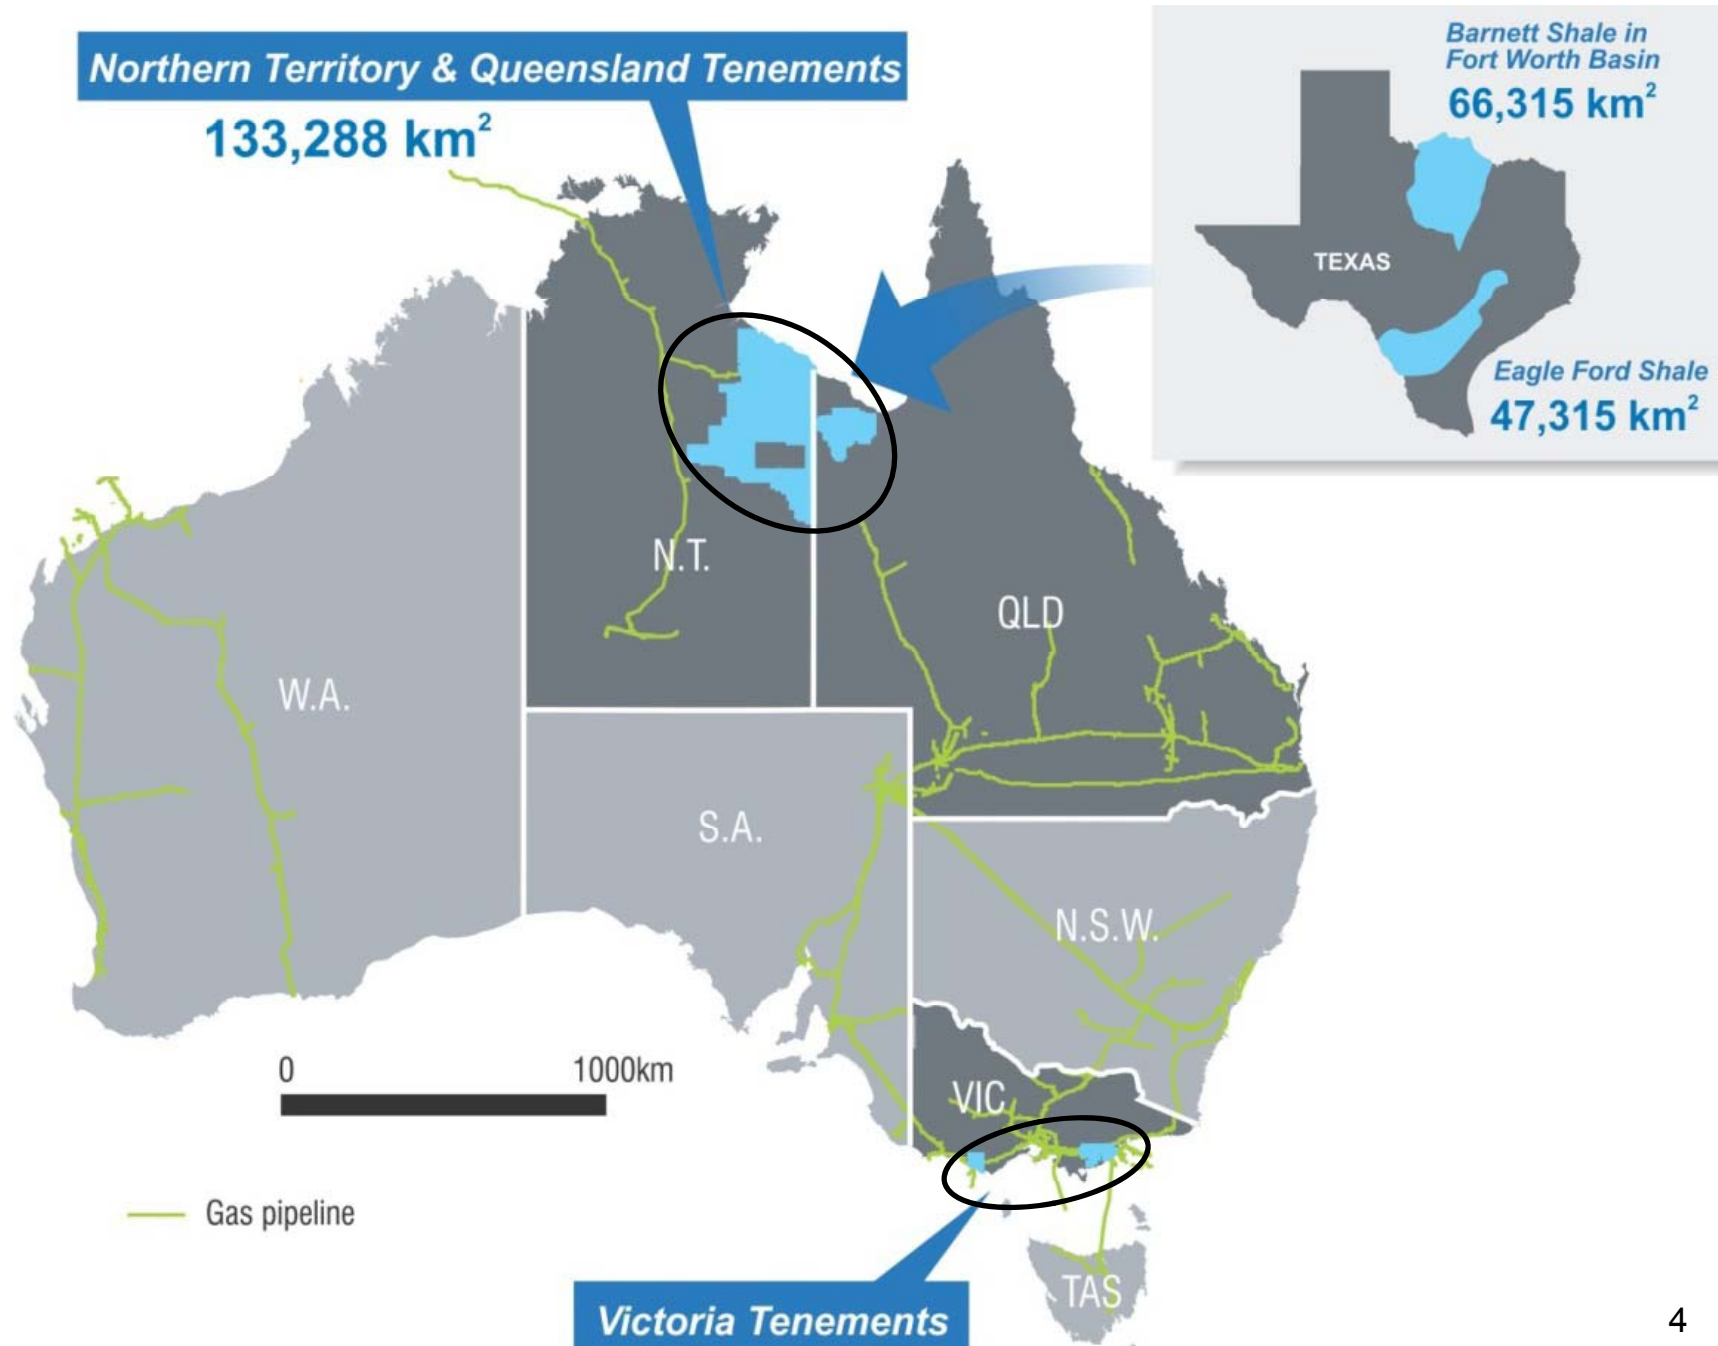 Northern Territory & Queensland Tenements
133,288 km²
Barnett Shale in
Fort Worth Basin
66,315 km²
TEXAS
Eagle Ford Shale
47,315 km²
N.T.
QLD
W.A.
S.A.
N.S.W.
VIC
TAS
0 1000km
Gas pipeline
Victoria Tenements
4